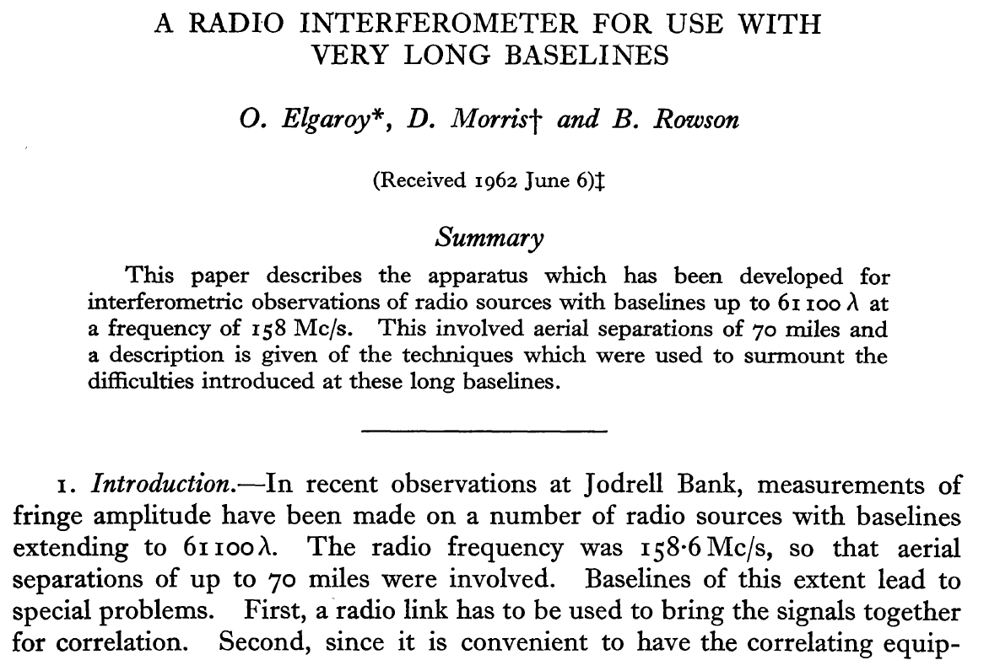 A RADIO INTERFEROMETER FOR USE WITH
VERY LONG BASELINES
O. Elgaroy*, D. Morris† and B. Rowson
(Received 1962 June 6)‡
Summary
This paper describes the apparatus which has been developed for
interferometric observations of radio sources with baselines up to 61 100 λ at
a frequency of 158 Mc/s. This involved aerial separations of 70 miles and
a description is given of the techniques which were used to surmount the
difficulties introduced at these long baselines.
1. Introduction.—In recent observations at Jodrell Bank, measurements of
fringe amplitude have been made on a number of radio sources with baselines
extending to 61 100 λ. The radio frequency was 158·6 Mc/s, so that aerial
separations of up to 70 miles were involved. Baselines of this extent lead to
special problems. First, a radio link has to be used to bring the signals together
for correlation. Second, since it is convenient to have the correlating equip-